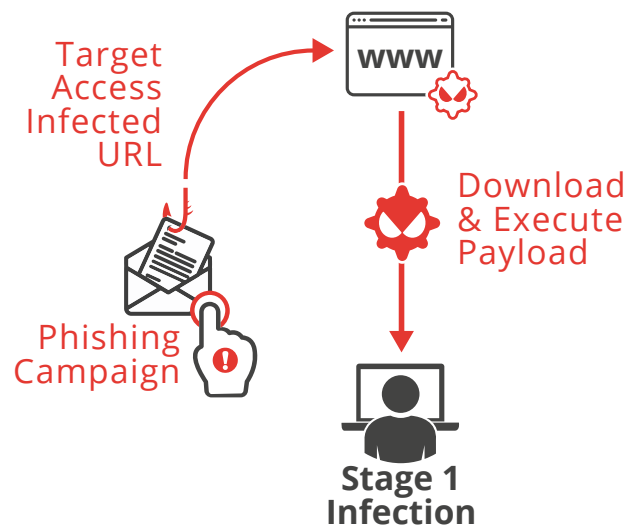 Target
Access
Infected
URL
www
Download
& Execute
Payload
Phishing
Campaign
Stage 1
Infection